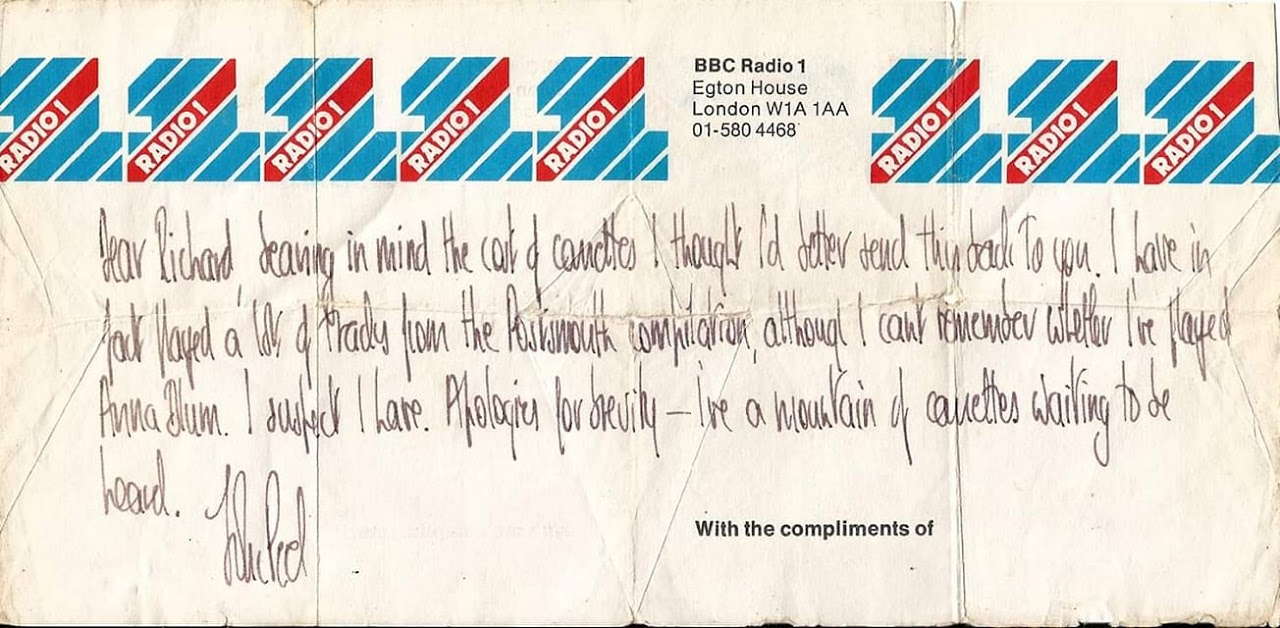 RADIO 1 RADIO 1 RADIO 1 RADIO 1 RADIO 1 RADIO 1 RADIO 1 RADIO 1
BBC Radio 1
Egton House
London W1A 1AA
01-580 4468
Dear Richard, bearing in mind the cost of cassettes I thought I'd better send this back to you. I have in
fact played a lot of tracks from the Portsmouth compilation, although I cant remember whether I've played
Anna Blum. I suspect I have. Apologies for brevity – I've a mountain of cassettes waiting to be
heard. John Peel
With the compliments of